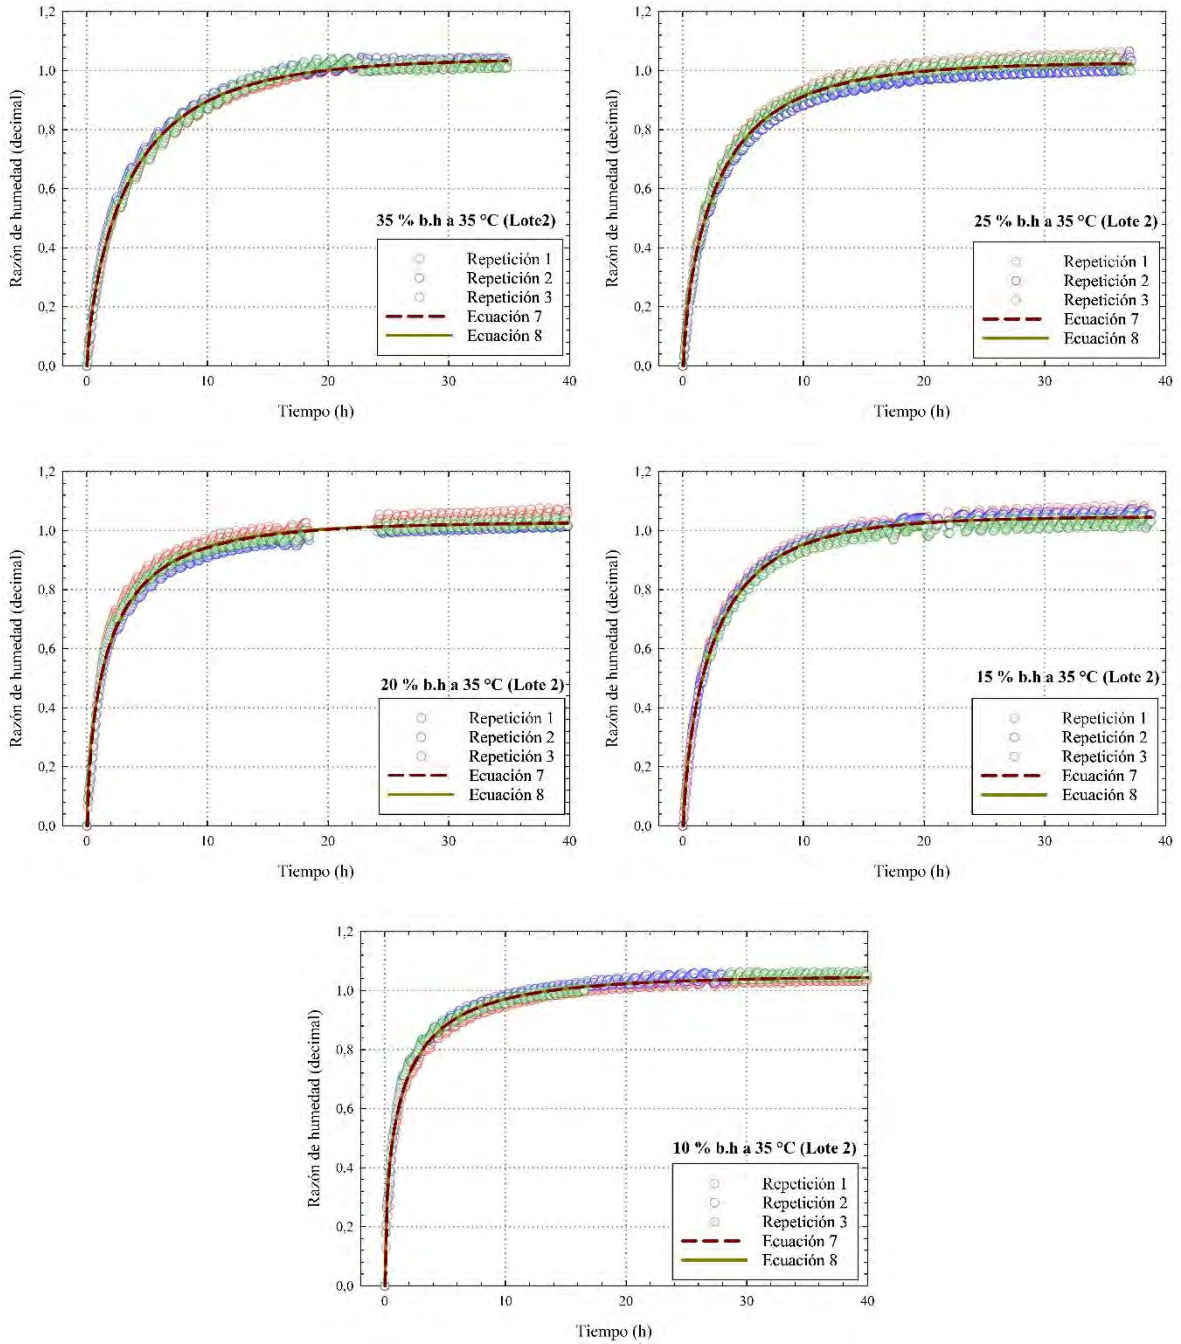 1,2
1.0
0,8
0,6
0,4
0,2
0,0
Razón de humedad (decimal)
35 % b.h a 35 °C (Lote2)
Repetición 1
Repetición 2
Repetición 3
Ecuación 7
Ecuación 8
0
10
20
30
40
Tiempo (h)
1,2
1.0
0,8
0,6
0,4
0,2
0,0
Razón de humedad (decimal)
25 % b.h a 35 °C (Lote 2)
Repetición 1
Repetición 2
Repetición 3
Ecuación 7
Ecuación 8
0
10
20
30
40
Tiempo (h)
1,2
1.0
0,8
0,6
0,4
0,2
0,0
Razón de humedad (decimal)
20 % b.h a 35 °C (Lote 2)
Repetición 1
Repetición 2
Repetición 3
Ecuación 7
Ecuación 8
0
10
20
30
40
Tiempo (h)
1,2
1.0
0,8
0,6
0,4
0,2
0,0
Razón de humedad (decimal)
15 % b.h a 35 °C (Lote 2)
Repetición 1
Repetición 2
Repetición 3
Ecuación 7
Ecuación 8
0
10
20
30
40
Tiempo (h)
1,2
1.0
0,8
0,6
0,4
0,2
0,0
Razón de humedad (decimal)
10 % b.h a 35 °C (Lote 2)
Repetición 1
Repetición 2
Repetición 3
Ecuación 7
Ecuación 8
0
10
20
30
40
Tiempo (h)